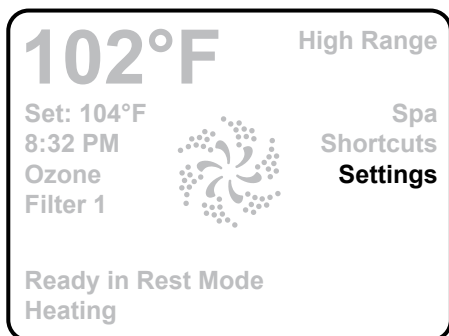 102°F
High Range
Set: 104°F
8:32 PM
Ozone
Filter 1
Spa
Shortcuts
Settings
Ready in Rest Mode
Heating